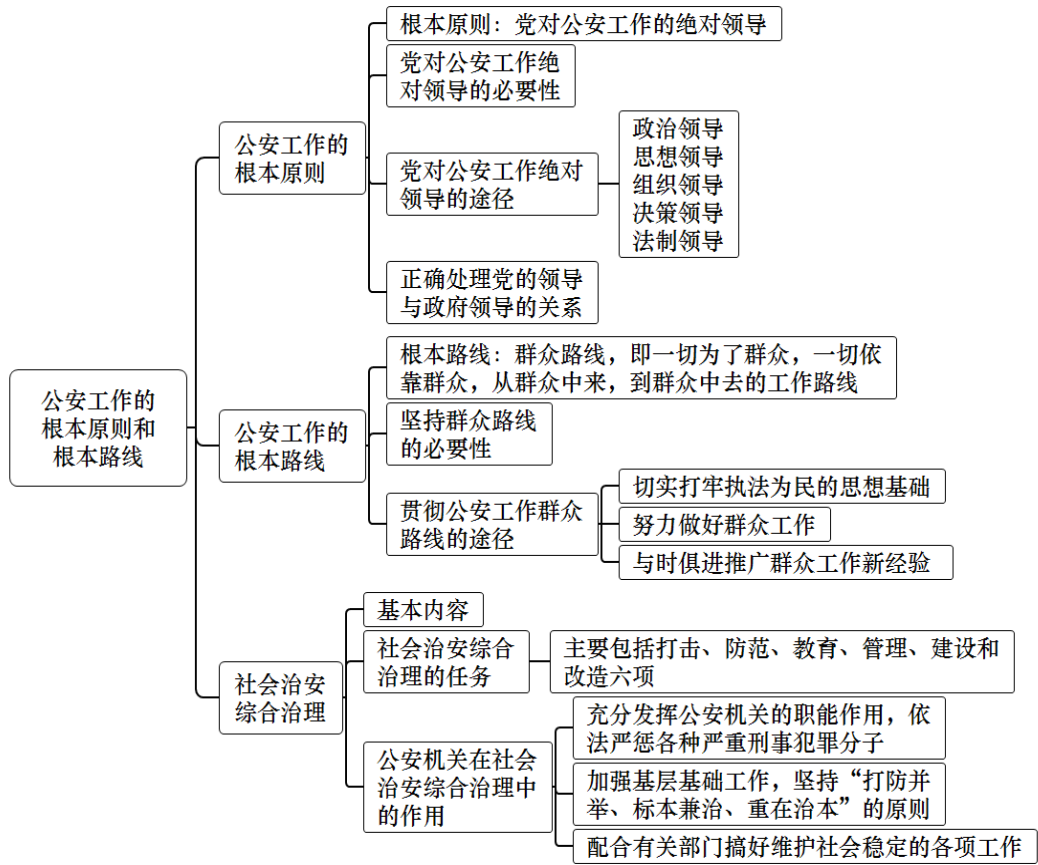 公安工作的
根本原则和
根本路线
公安工作的
根本原则
根本原则：党对公安工作的绝对领导
党对公安工作绝
对领导的必要性
党对公安工作绝对
领导的途径
政治领导
思想领导
组织领导
决策领导
法制领导
正确处理党的领导
与政府领导的关系
公安工作的
根本路线
根本路线：群众路线，即一切为了群众，一切依
靠群众，从群众中来，到群众中去的工作路线
坚持群众路线
的必要性
贯彻公安工作群众
路线的途径
切实打牢执法为民的思想基础
努力做好群众工作
与时俱进推广群众工作新经验
社会治安
综合治理
基本内容
社会治安综合
治理的任务
主要包括打击、防范、教育、管理、建设和
改造六项
公安机关在社会
治安综合治理中
的作用
充分发挥公安机关的职能作用，依
法严惩各种严重刑事犯罪分子
加强基层基础工作，坚持“打防并
举、标本兼治、重在治本”的原则
配合有关部门搞好维护社会稳定的各项工作